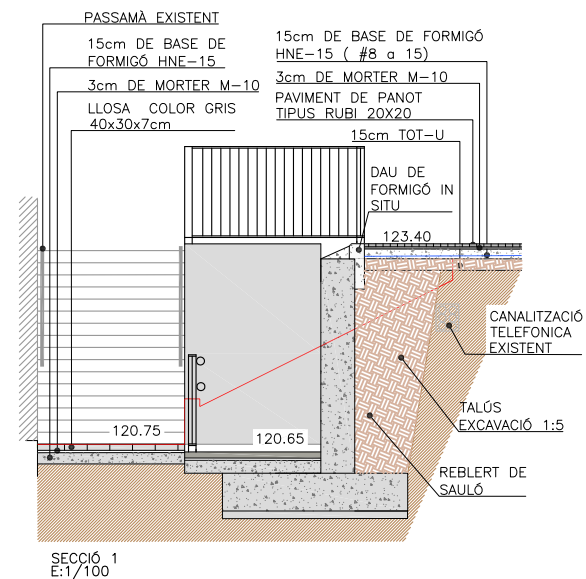 PASSAMÀ EXISTENT
15cm DE BASE DE
FORMIGÓ HNE-15
3cm DE MORTER M-10
LLOSA COLOR GRIS
40x30x7cm
15cm DE BASE DE FORMIGÓ
HNE-15 ( #8 a 15)
3cm DE MORTER M-10
PAVIMENT DE PANOT
TIPUS RUBI 20X20
15cm TOT-U
DAU DE
FORMIGÓ IN
SITU
123.40
CANALITZACIÓ
TELEFONICA
EXISTENT
TALÚS
EXCAVACIÓ 1:5
REBLERT DE
SAULÓ
120.75
120.65
SECCIÓ 1
E:1/100